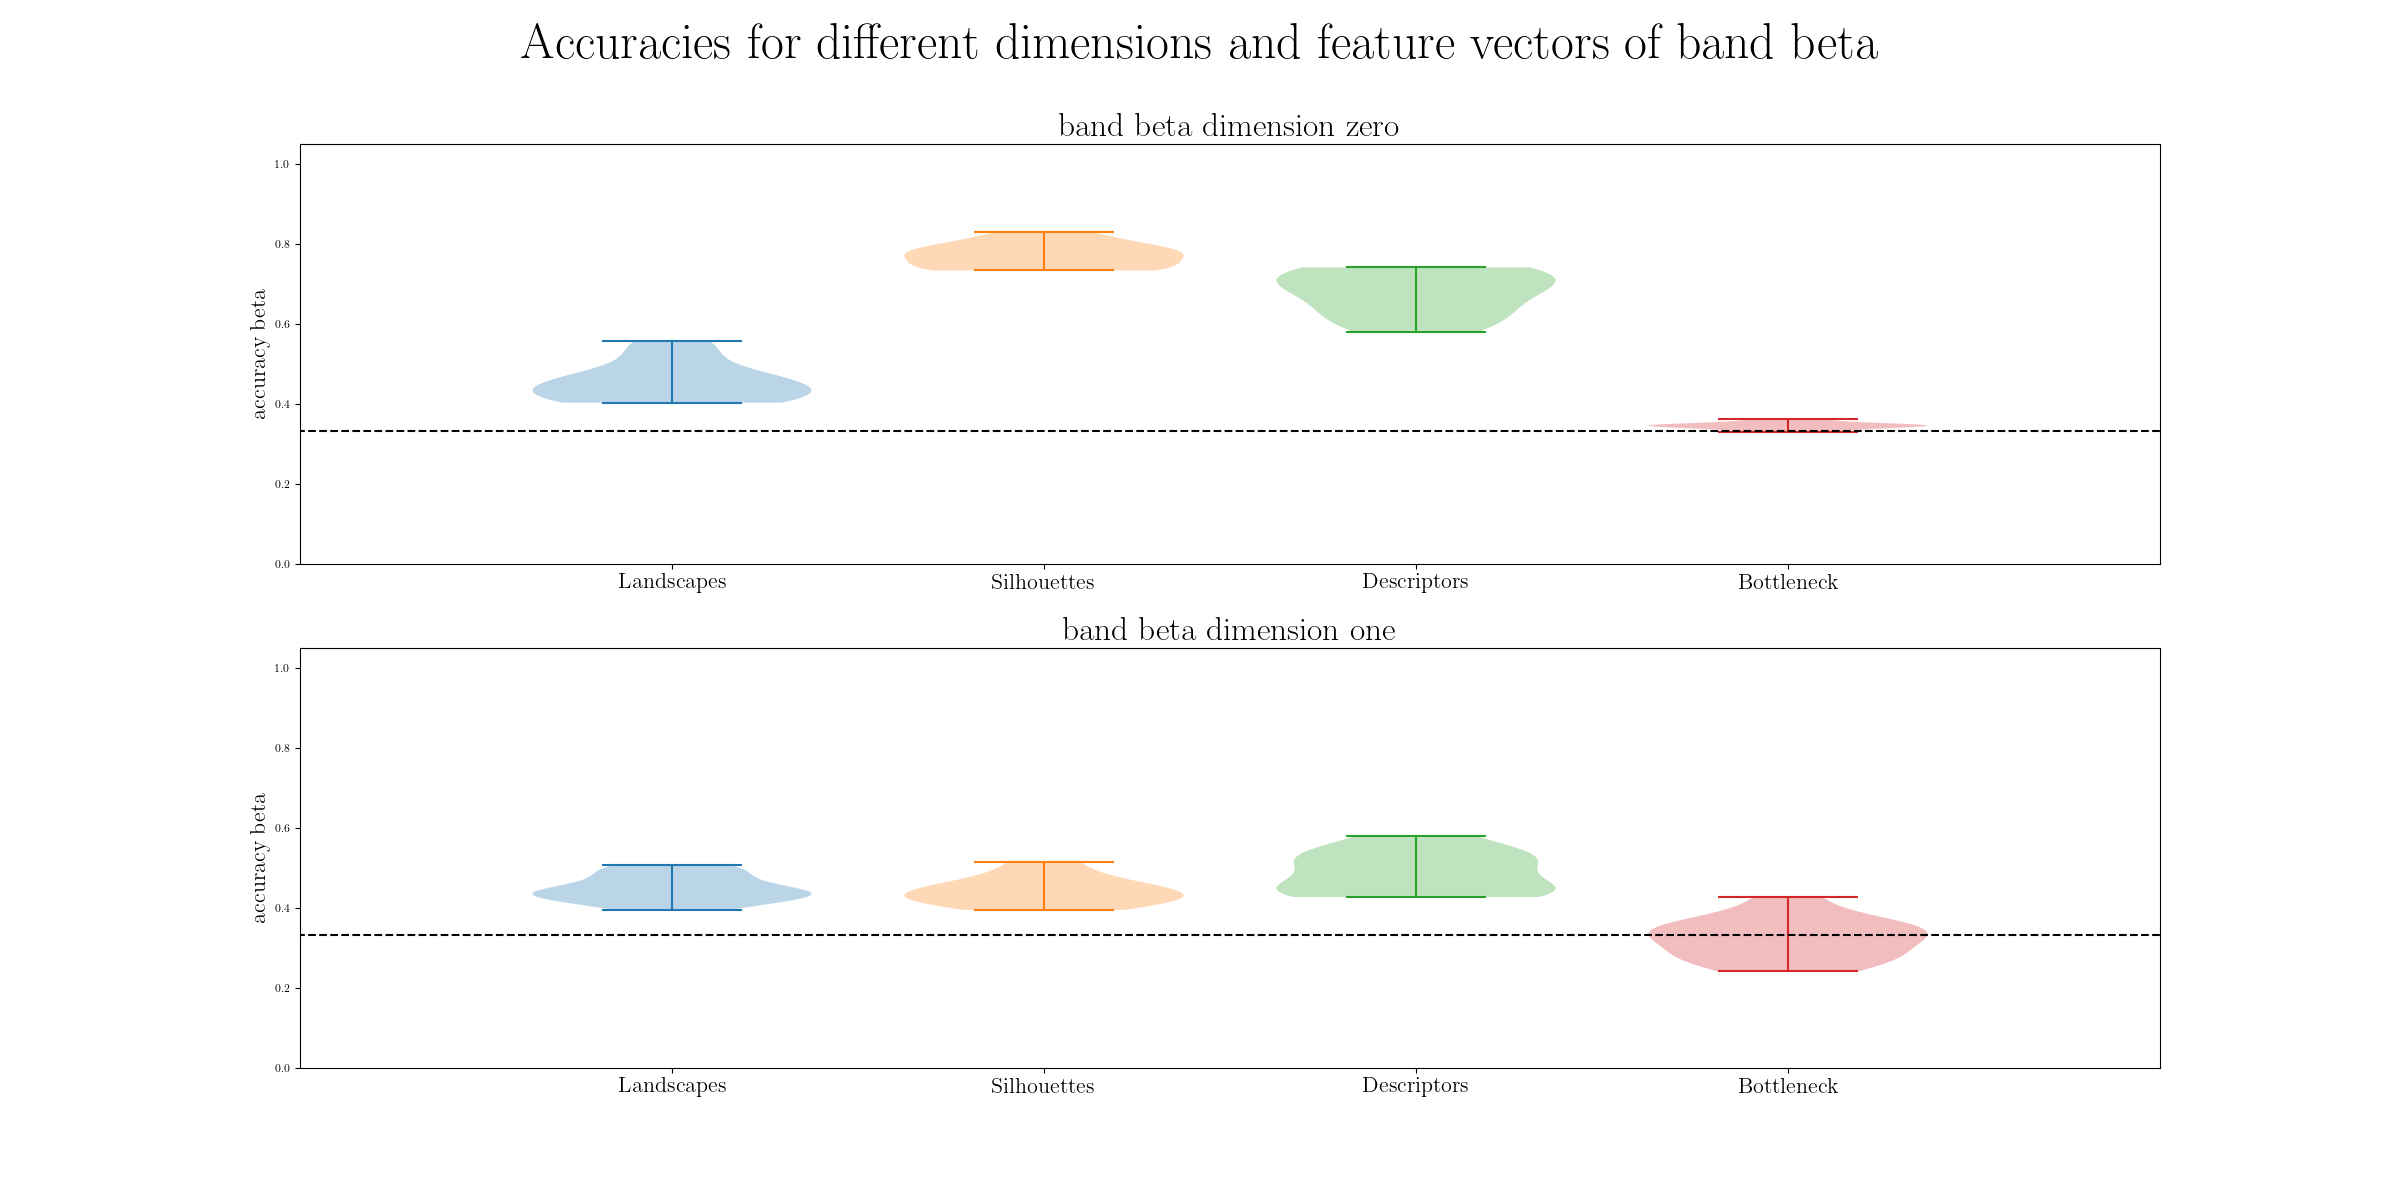 Accuracies for different dimensions and feature vectors of band beta
band beta dimension zero
accuracy beta
1.0
0.8
0.6
0.4
0.2
0.0
Landscapes Silhouettes Descriptors Bottleneck
band beta dimension one
accuracy beta
1.0
0.8
0.6
0.4
0.2
0.0
Landscapes Silhouettes Descriptors Bottleneck